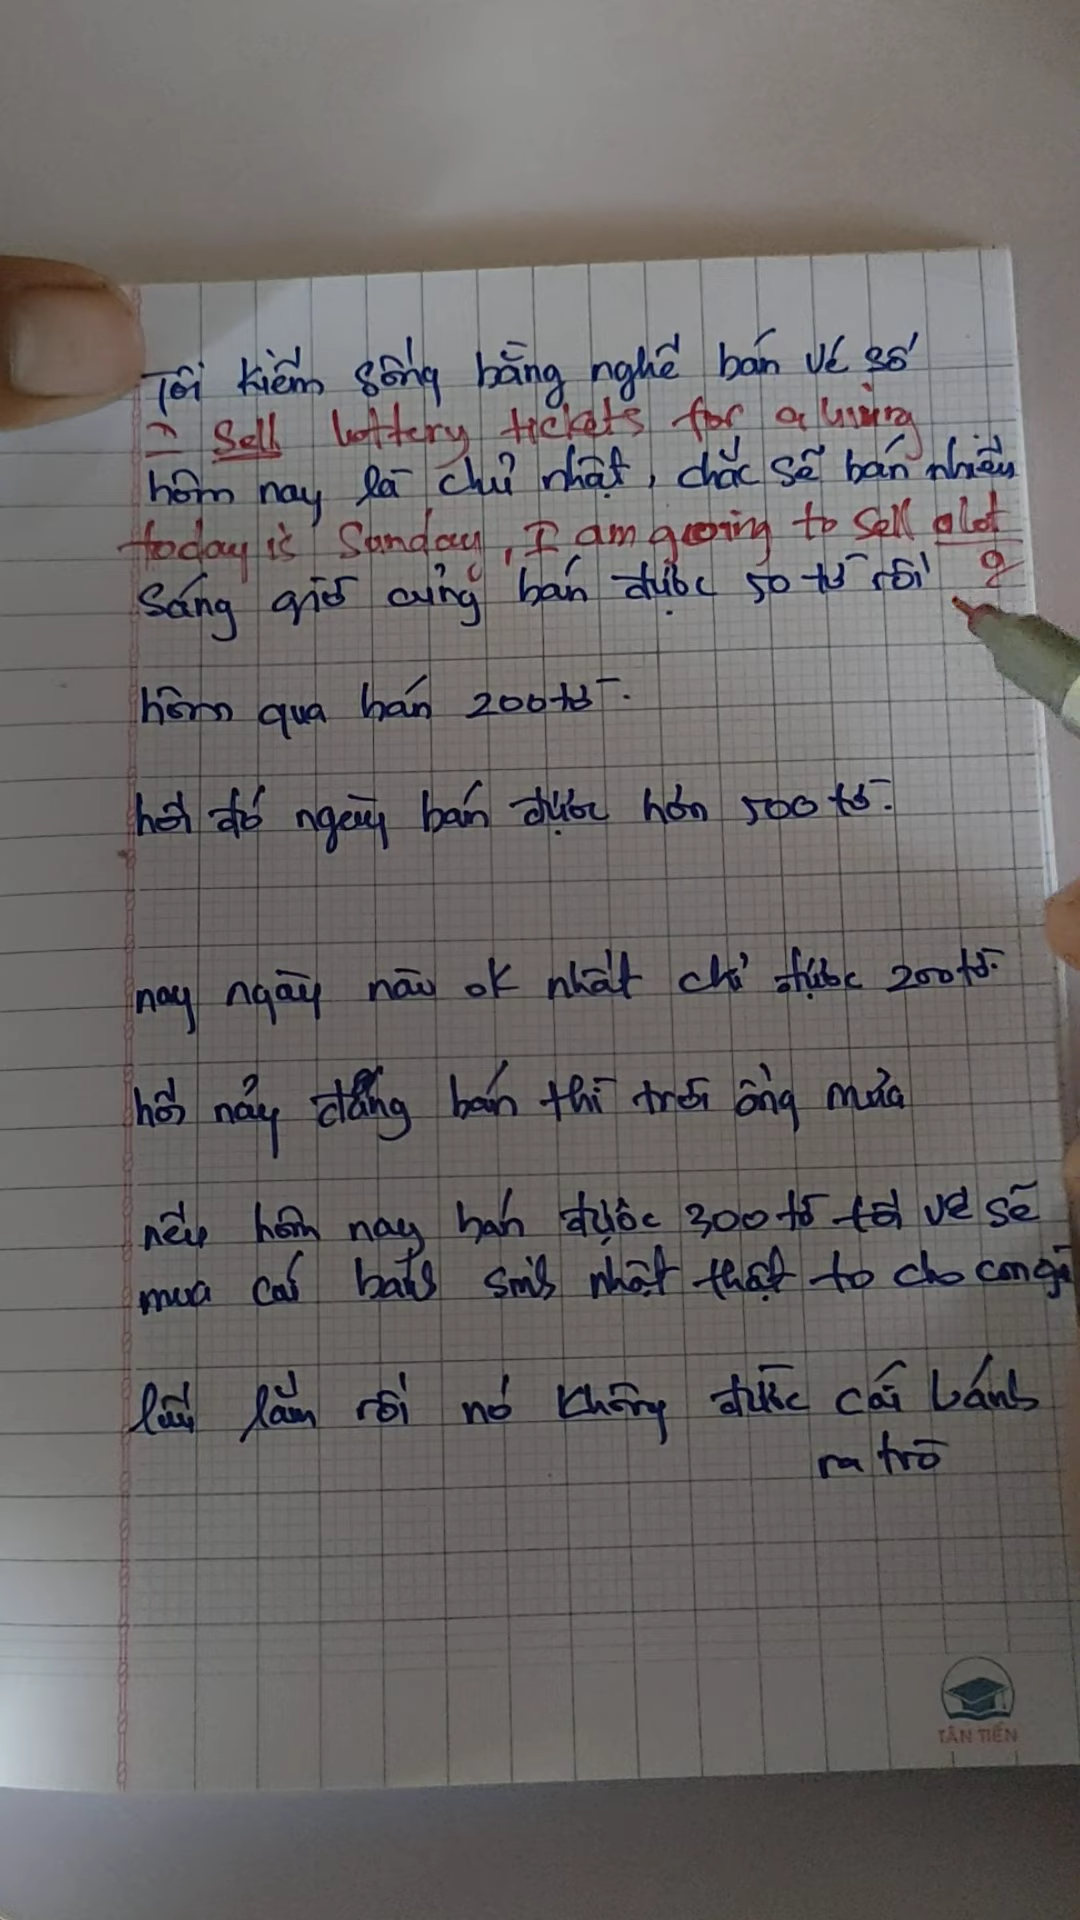 Tôi kiếm sống bằng nghề bán vé số
I Sell lottery tickets for a living
hôm nay là chủ nhật, chắc sẽ bán nhiều
today is Sanday, I am gooing to sell alot
Sáng giờ cũng bán được 50 tờ rồi
hôm qua bán 200 tờ.
hồi đó ngày bán được hơn 500 tờ.
nay ngày nào ok nhất chỉ được 200 tờ.
hồi nảy đang bán thì trời ông mưa
nếu hôm nay bán được 300 tờ tôi về sẽ
mua cái bánh sinh nhật thật to cho con
lâu lắm rồi nó không được cái bánh
ra trò
TÂN TIẾN